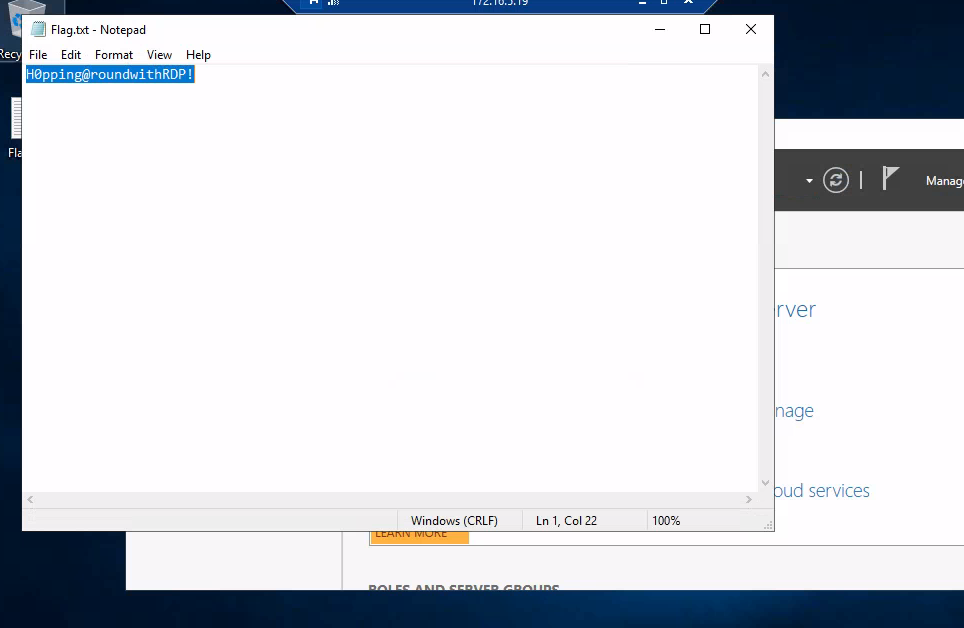 172.16.5.19
Flag.txt - Notepad
File Edit Format View Help
H0pping@roundwithRDP!
Manag
erver
nage
oud services
Recy
Fla
Windows (CRLF) Ln 1, Col 22 100%
LEARN MORE
ROLES AND SERVER GROUPS